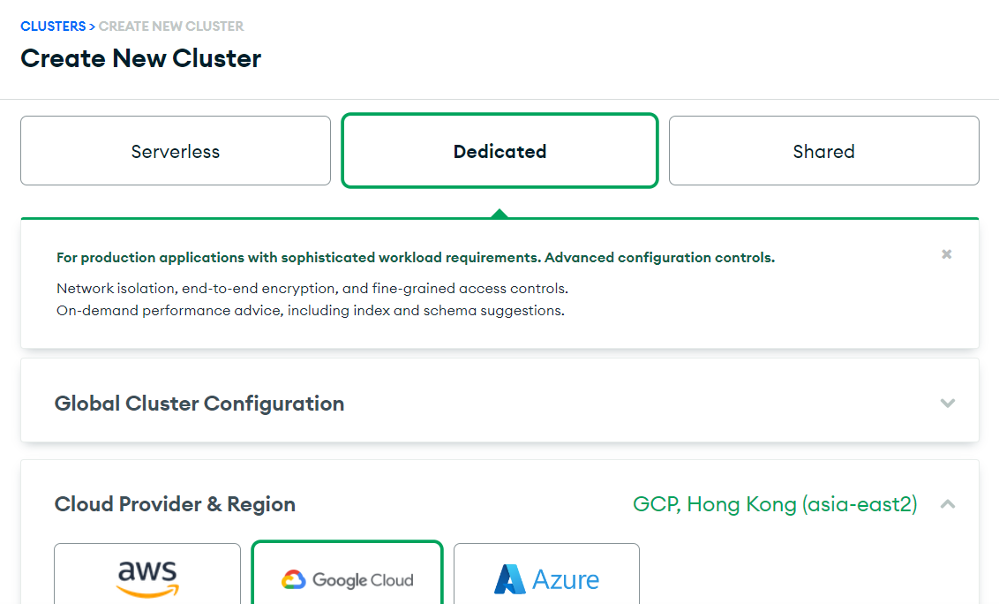 CLUSTERS > CREATE NEW CLUSTER
Create New Cluster
Serverless
Dedicated
Shared
For production applications with sophisticated workload requirements. Advanced configuration controls.
Network isolation, end-to-end encryption, and fine-grained access controls.
On-demand performance advice, including index and schema suggestions.
Global Cluster Configuration
Cloud Provider & Region
GCP, Hong Kong (asia-east2)
aws
Google Cloud
Azure